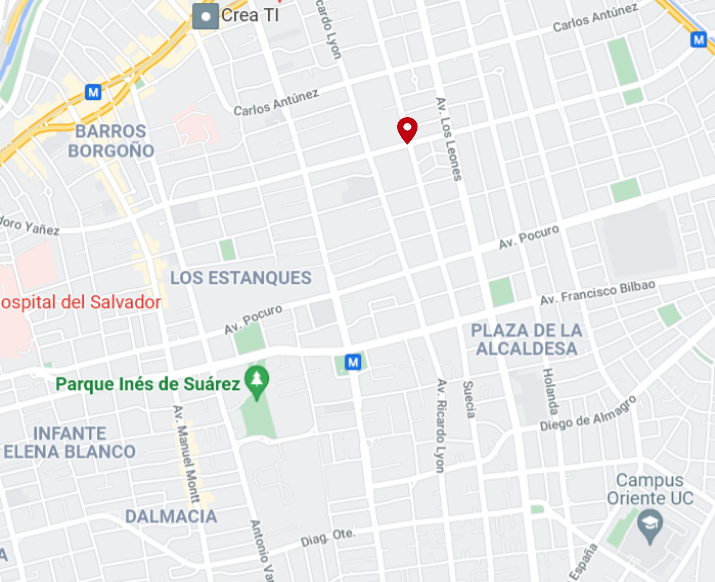 Crea TI
cardo Lyon
Carlos Antúnez
M
M
Carlos Antúnez
Av. Los Leones
BARROS
BORGOÑO
doro Yañez
Av. Pocuro
LOS ESTANQUES
ospital del Salvador
Av. Francisco Bilbao
Av. Pocuro
PLAZA DE LA
ALCALDESA
M
Parque Inés de Suárez
Av. Manuel Montt
Av. Ricardo Lyon
Suecia
Holanda
Diego de Almagro
INFANTE
ELENA BLANCO
Campus
Oriente UC
DALMACIA
Antonio Var
Diag. Ote.
España
A